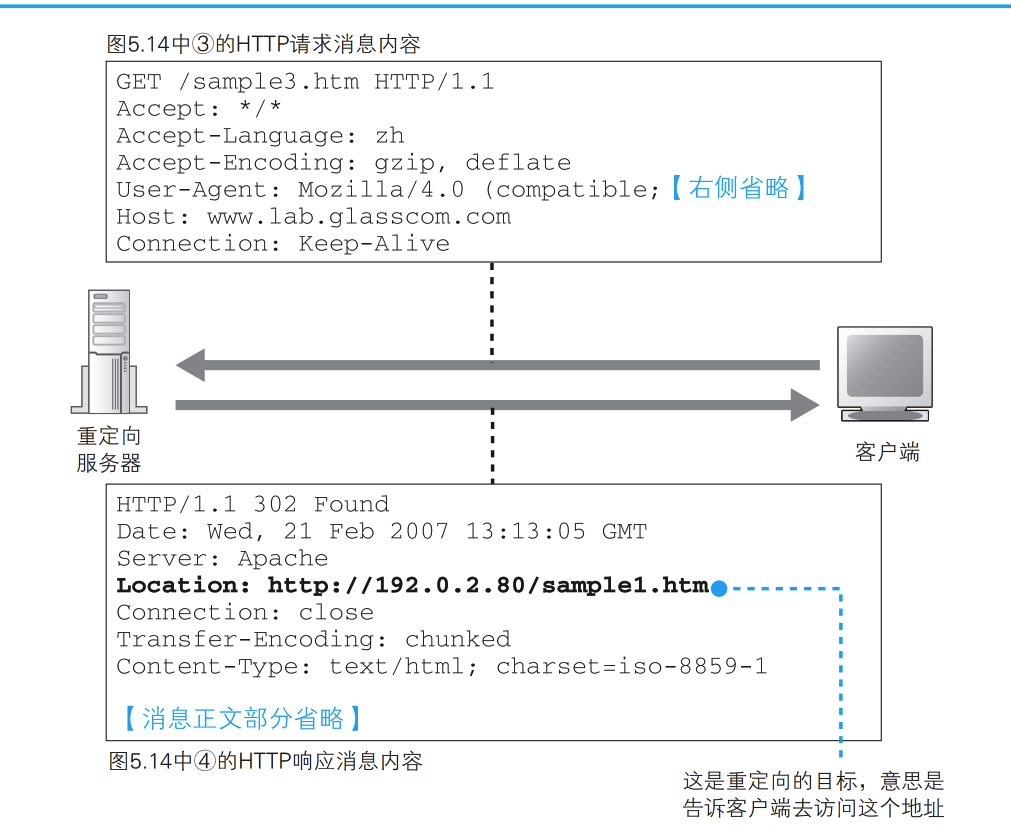 图5.14中③的HTTP请求消息内容
GET /sample3.htm HTTP/1.1
Accept: */*
Accept-Language: zh
Accept-Encoding: gzip, deflate
User-Agent: Mozilla/4.0 (compatible;【右侧省略】
Host: www.lab.glasscom.com
Connection: Keep-Alive
重定向
服务器
客户端
HTTP/1.1 302 Found
Date: Wed, 21 Feb 2007 13:13:05 GMT
Server: Apache
Location: http://192.0.2.80/sample1.htm
Connection: close
Transfer-Encoding: chunked
Content-Type: text/html; charset=iso-8859-1
【消息正文部分省略】
图5.14中④的HTTP响应消息内容
这是重定向的目标，意思是
告诉客户端去访问这个地址